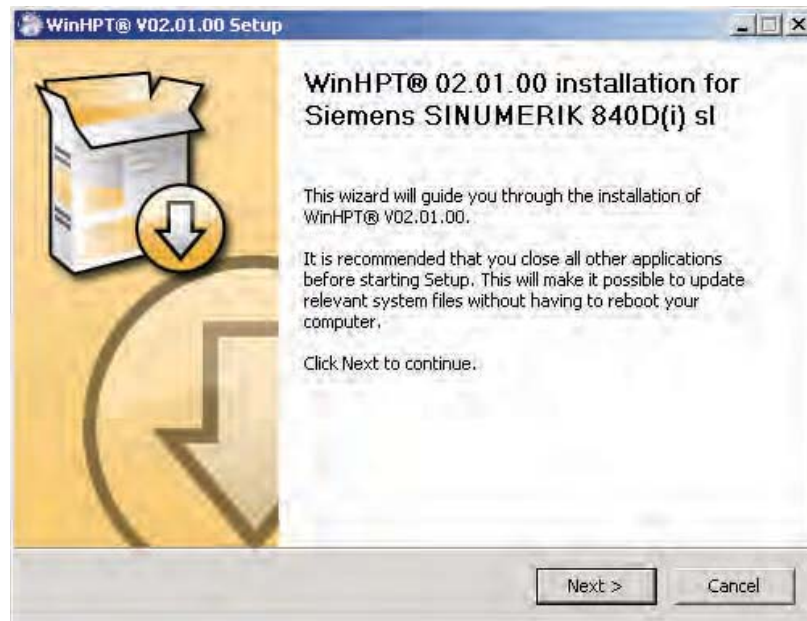 WinHPT® V02.01.00 Setup
WinHPT® 02.01.00 installation for
Siemens SINUMERIK 840D(i) sl
This wizard will guide you through the installation of
WinHPT® V02.01.00.
It is recommended that you close all other applications
before starting Setup. This will make it possible to update
relevant system files without having to reboot your
computer.
Click Next to continue.
Next >
Cancel